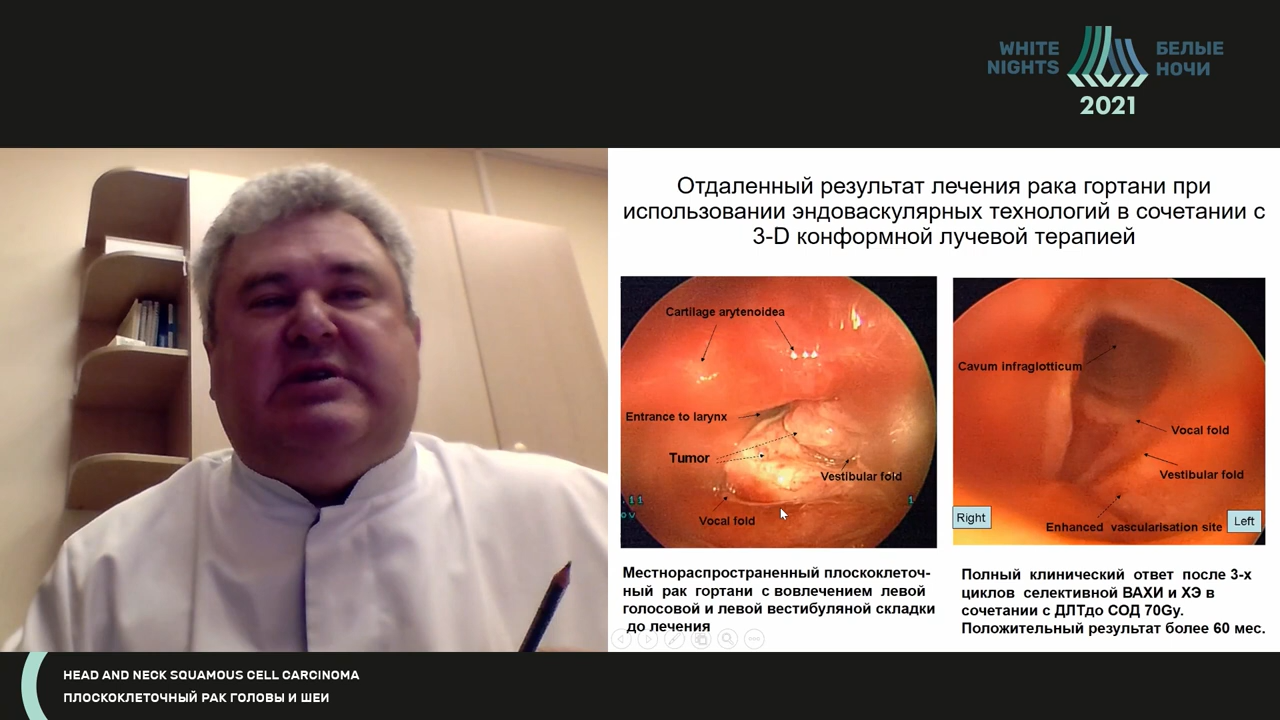 WHITE
NIGHTS
БЕЛЫЕ
НОЧИ
2021
Отдаленный результат лечения рака гортани при
использовании эндоваскулярных технологий в сочетании с
3-D конформной лучевой терапией
Cartilage arytenoidea
Entrance to larynx
Tumor
Vestibular fold
Vocal fold
.11
ov
1
Cavum infraglotticum
Vocal fold
Vestibular fold
Right
Enhanced vascularisation site
Left
Местнораспространенный плоскоклеточ-
ный рак гортани с вовлечением левой
голосовой и левой вестибуляной складки
до лечения
Полный клинический ответ после 3-х
циклов селективной ВАХИ и ХЭ в
сочетании с ДЛТдо СОД 70Gy.
Положительный результат более 60 мес.
HEAD AND NECK SQUAMOUS CELL CARCINOMA
ПЛОСКОКЛЕТОЧНЫЙ РАК ГОЛОВЫ И ШЕИ